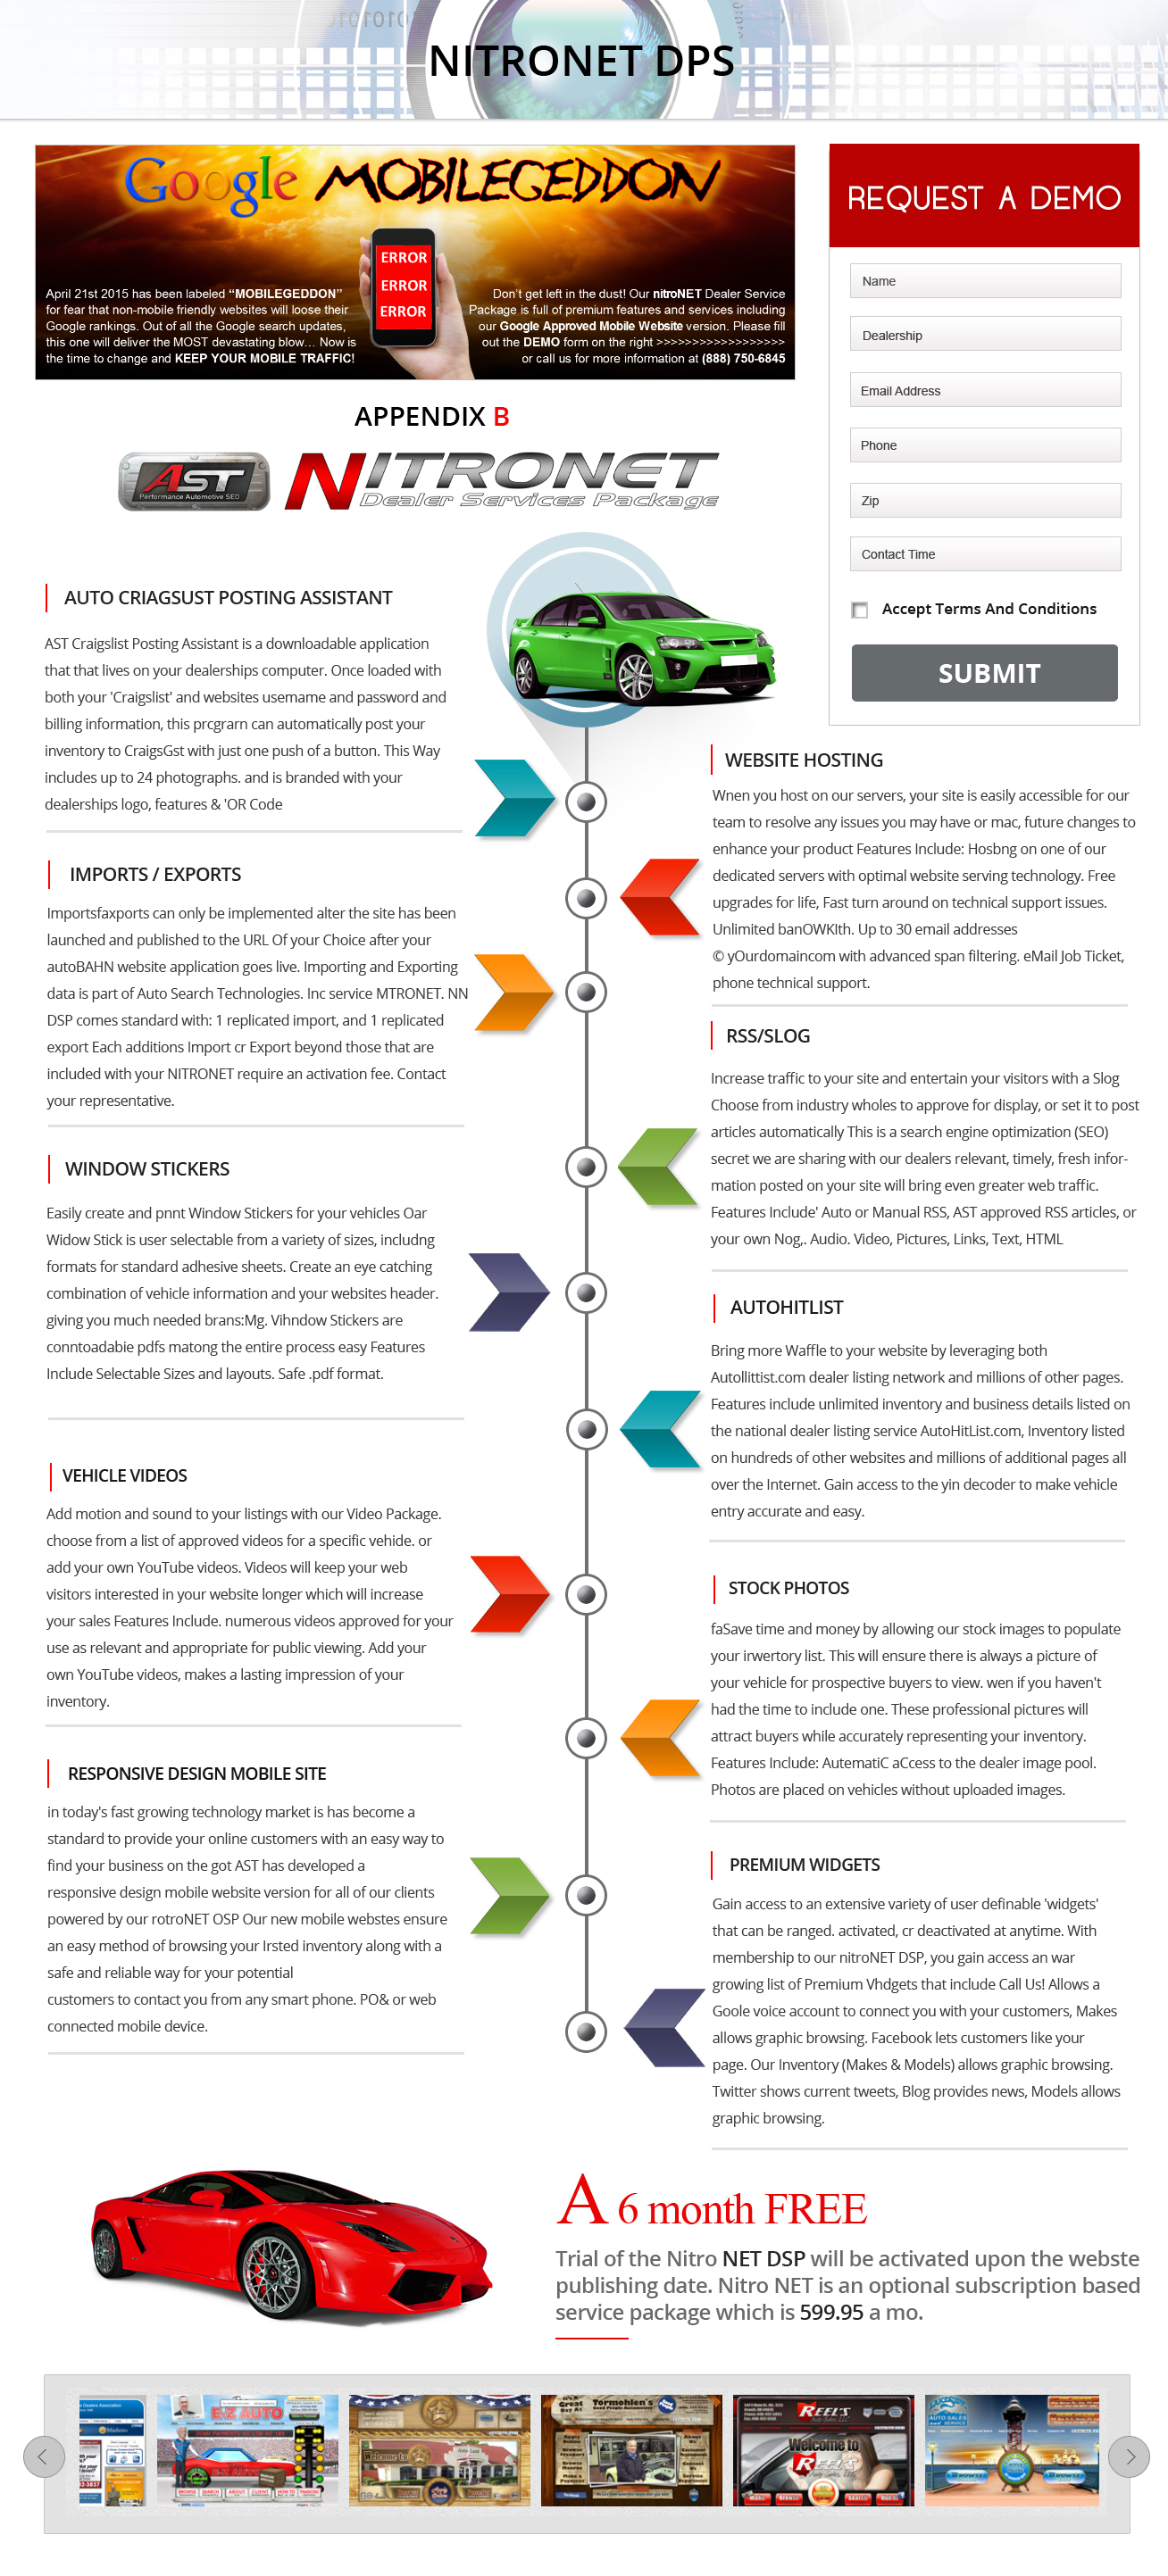 NITRONET DPS
Google MOBILEGEDDON
ERROR
ERROR
ERROR
April 21st 2015 has been labeled “MOBILEGEDDON”
for fear that non-mobile friendly websites will loose their
Google rankings. Out of all the Google search updates,
this one will deliver the MOST devastating blow... Now is
the time to change and KEEP YOUR MOBILE TRAFFIC!
Don't get left in the dust! Our nitroNET Dealer Service
Package is full of premium features and services including
our Google Approved Mobile Website version. Please fill
out the DEMO form on the right >>>>>>>>>>>>>>>>>>
or call us for more information at (888) 750-6845
REQUEST A DEMO
Name
Dealership
Email Address
Phone
Zip
Contact Time
Accept Terms And Conditions
SUBMIT
APPENDIX B
AST
Performance Automotive SEO
NITRONET
Dealer Services Package
AUTO CRIAGSUST POSTING ASSISTANT
AST Craigslist Posting Assistant is a downloadable application
that that lives on your dealerships computer. Once loaded with
both your 'Caigslist' and websites usemame and password and
billing information, this prcgrarn can automatically post your
inventory to CraigsGst with just one push of a button. This Way
includes up to 24 photographs. and is branded with your
dealerships logo, features & 'OR Code
IMPORTS / EXPORTS
Importsfaxports can only be implemented alter the site has been
launched and published to the URL Of your Choice after your
autoBAHN website application goes live. Importing and Exporting
data is part of Auto Search Technologies. Inc service MTRONET. NN
DSP comes standard with: 1 replicated import, and 1 replicated
export Each additions Import cr Export beyond those that are
included with your NITRONET require an activation fee. Contact
your representative.
WINDOW STICKERS
Easily create and pnnt Window Stickers for your vehicles Oar
Widow Stick is user selectable from a variety of sizes, includng
formats for standard adhesive sheets. Create an eye catching
combination of vehicle information and your websites header.
giving you much needed brans:Mg. Vihndow Stickers are
conntoadabie pdfs matong the entire process easy Features
Include Selectable Sizes and layouts. Safe .pdf format.
VEHICLE VIDEOS
Add motion and sound to your listings with our Video Package.
choose from a list of approved videos for a specific vehide. or
add your own YouTube videos. Videos will keep your web
visitors interested in your website longer which will increase
your sales Features Include. numerous videos approved for your
use as relevant and appropriate for public viewing. Add your
own YouTube videos, makes a lasting impression of your
inventory.
RESPONSIVE DESIGN MOBILE SITE
in today's fast growing technology market is has become a
standard to provide your online customers with an easy way to
find your business on the got AST has developed a
responsive design mobile website version for all of our clients
powered by our rotroNET OSP Our new mobile webstes ensure
an easy method of browsing your Irsted inventory along with a
safe and reliable way for your potential
customers to contact you from any smart phone. PO& or web
connected mobile device.
WEBSITE HOSTING
Wnen you host on our servers, your site is easily accessible for our
team to resolve any issues you may have or mac, future changes to
enhance your product Features Include: Hosbng on one of our
dedicated servers with optimal website serving technology. Free
upgrades for life, Fast turn around on technical support issues.
Unlimited banOWKlth. Up to 30 email addresses
© yOurdomaincom with advanced span filtering. eMail Job Ticket,
phone technical support.
RSS/SLOG
Increase traffic to your site and entertain your visitors with a Slog
Choose from industry wholes to approve for display, or set it to post
articles automatically This is a search engine optimization (SEO)
secret we are sharing with our dealers relevant, timely, fresh infor-
mation posted on your site will bring even greater web traffic.
Features Include' Auto or Manual RSS, AST approved RSS articles, or
your own Nog,. Audio. Video, Pictures, Links, Text, HTML
AUTOHITLIST
Bring more Waffle to your website by leveraging both
Autollittist.com dealer listing network and millions of other pages.
Features include unlimited inventory and business details listed on
the national dealer listing service AutoHitList.com, Inventory listed
on hundreds of other websites and millions of additional pages all
over the Internet. Gain access to the yin decoder to make vehicle
entry accurate and easy.
STOCK PHOTOS
faSave time and money by allowing our stock images to populate
your irwertory list. This will ensure there is always a picture of
your vehicle for prospective buyers to view. wen if you haven't
had the time to include one. These professional pictures will
attract buyers while accurately representing your inventory.
Features Include: AutematiC aCcess to the dealer image pool.
Photos are placed on vehicles without uploaded images.
PREMIUM WIDGETS
Gain access to an extensive variety of user definable 'widgets'
that can be ranged. activated, cr deactivated at anytime. With
membership to our nitroNET DSP, you gain access an war
growing list of Premium Vhdgets that include Call Us! Allows a
Goole voice account to connect you with your customers, Makes
allows graphic browsing. Facebook lets customers like your
page. Our Inventory (Makes & Models) allows graphic browsing.
Twitter shows current tweets, Blog provides news, Models allows
graphic browsing.
A 6 month FREE
Trial of the Nitro NET DSP will be activated upon the webste
publishing date. Nitro NET is an optional subscription based
service package which is 599.95 a mo.
E-Z AUTO
Welcome to
Tormohlen's
REEL'S
Welcome to
REEL'S
AUTO SALES
SERVICE